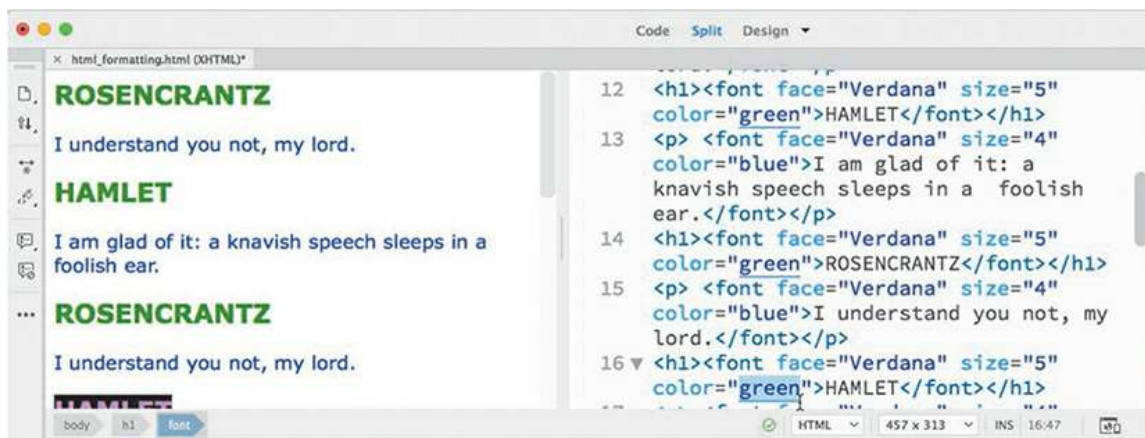 Code Split Design
× html_formatting.html (XHTML)*
ROSENCRANTZ
I understand you not, my lord.
HAMLET
I am glad of it: a knavish speech sleeps in a
foolish ear.
ROSENCRANTZ
I understand you not, my lord.
HAMLET
12 <h1><font face="Verdana" size="5"
color="green">HAMLET</font></h1>
13 <p> <font face="Verdana" size="4"
color="blue">I am glad of it: a
knavish speech sleeps in a  foolish
ear.</font></p>
14 <h1><font face="Verdana" size="5"
color="green">ROSENCRANTZ</font></h1>
15 <p> <font face="Verdana" size="4"
color="blue">I understand you not, my
lord.</font></p>
16 <h1><font face="Verdana" size="5"
color="green">HAMLET</font></h1>
body h1 font
HTML 457 x 313 INS 16:47